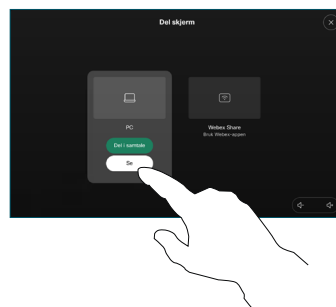 Del skjerm
PC
Del i samtale
Se
Webex Share
Bruk Webex-appen